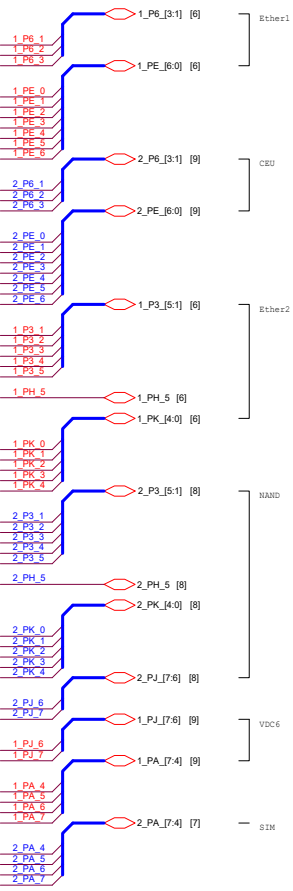 1_P6_[3:1] [6] Ether1
1_P6_1
1_P6_2
1_P6_3
1_PE_[6:0] [6]
1_PE_0
1_PE_1
1_PE_2
1_PE_3
1_PE_4
1_PE_5
1_PE_6
2_P6_[3:1] [9] CEU
2_P6_1
2_P6_2
2_P6_3
2_PE_[6:0] [9]
2_PE_0
2_PE_1
2_PE_2
2_PE_3
2_PE_4
2_PE_5
2_PE_6
1_P3_[5:1] [6] Ether2
1_P3_1
1_P3_2
1_P3_3
1_P3_4
1_P3_5
1_PH_5 1_PH_5 [6]
1_PK_[4:0] [6]
1_PK_0
1_PK_1
1_PK_2
1_PK_3
1_PK_4
2_P3_[5:1] [8] NAND
2_P3_1
2_P3_2
2_P3_3
2_P3_4
2_P3_5
2_PH_5 2_PH_5 [8]
2_PK_[4:0] [8]
2_PK_0
2_PK_1
2_PK_2
2_PK_3
2_PK_4
2_PJ_[7:6] [8]
2_PJ_6
2_PJ_7
1_PJ_[7:6] [9] VDC6
1_PJ_6
1_PJ_7
1_PA_[7:4] [9]
1_PA_4
1_PA_5
1_PA_6
1_PA_7
2_PA_[7:4] [7] SIM
2_PA_4
2_PA_5
2_PA_6
2_PA_7